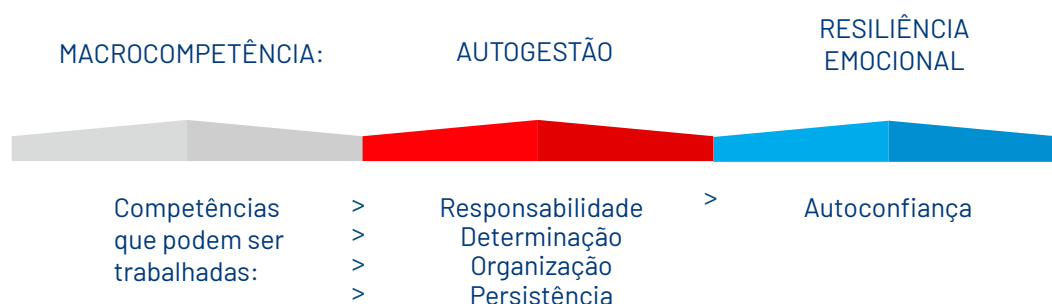 MACROCOMPETÊNCIA:
AUTOGESTÃO
RESILIÊNCIA
EMOCIONAL
Competências
que podem ser
trabalhadas:
> Responsabilidade
> Determinação
> Organização
> Persistência
> Autoconfiança